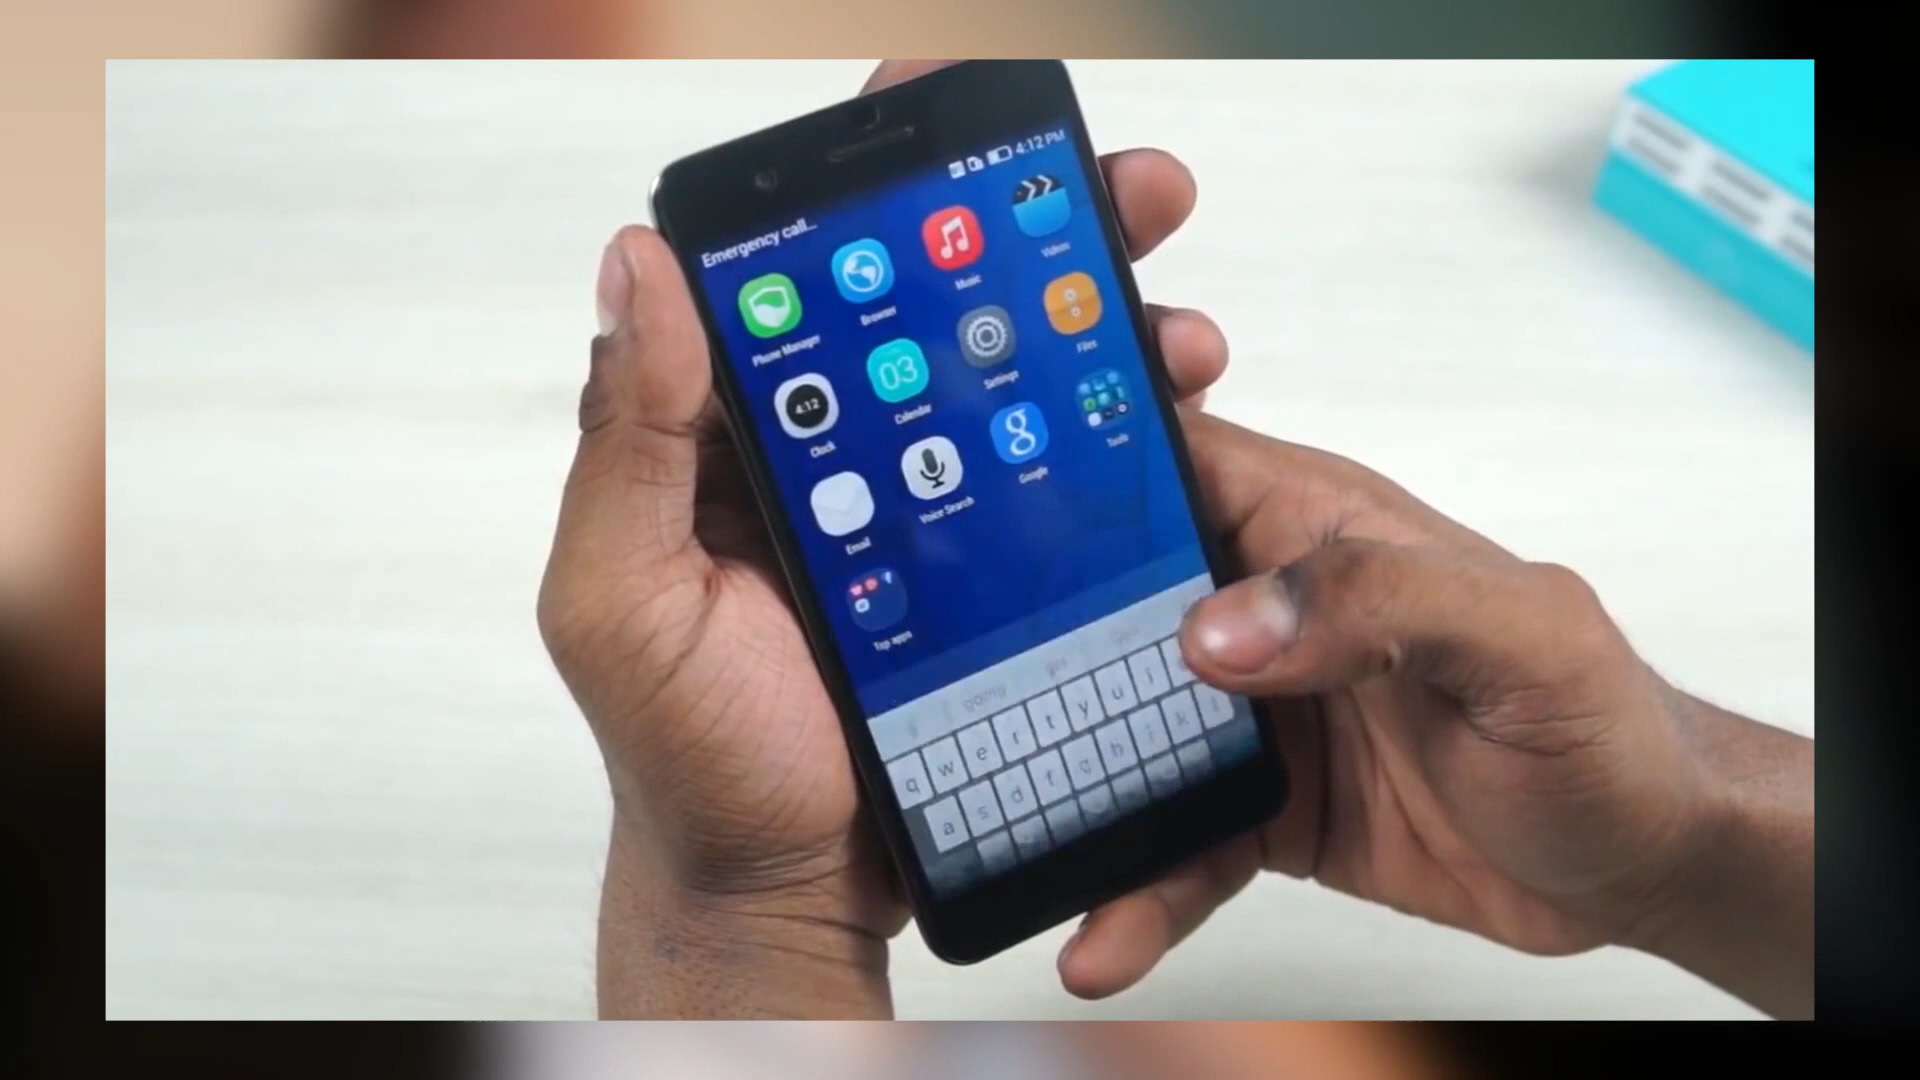 4:12 PM
Emergency call...
Phone Manager
Browser
Music
Videos
4:12
Clock
03
Calendar
Settings
Files
Email
Voice Search
g
Google
Tools
Top apps
q w e r t y u i
a s d f g h j k l